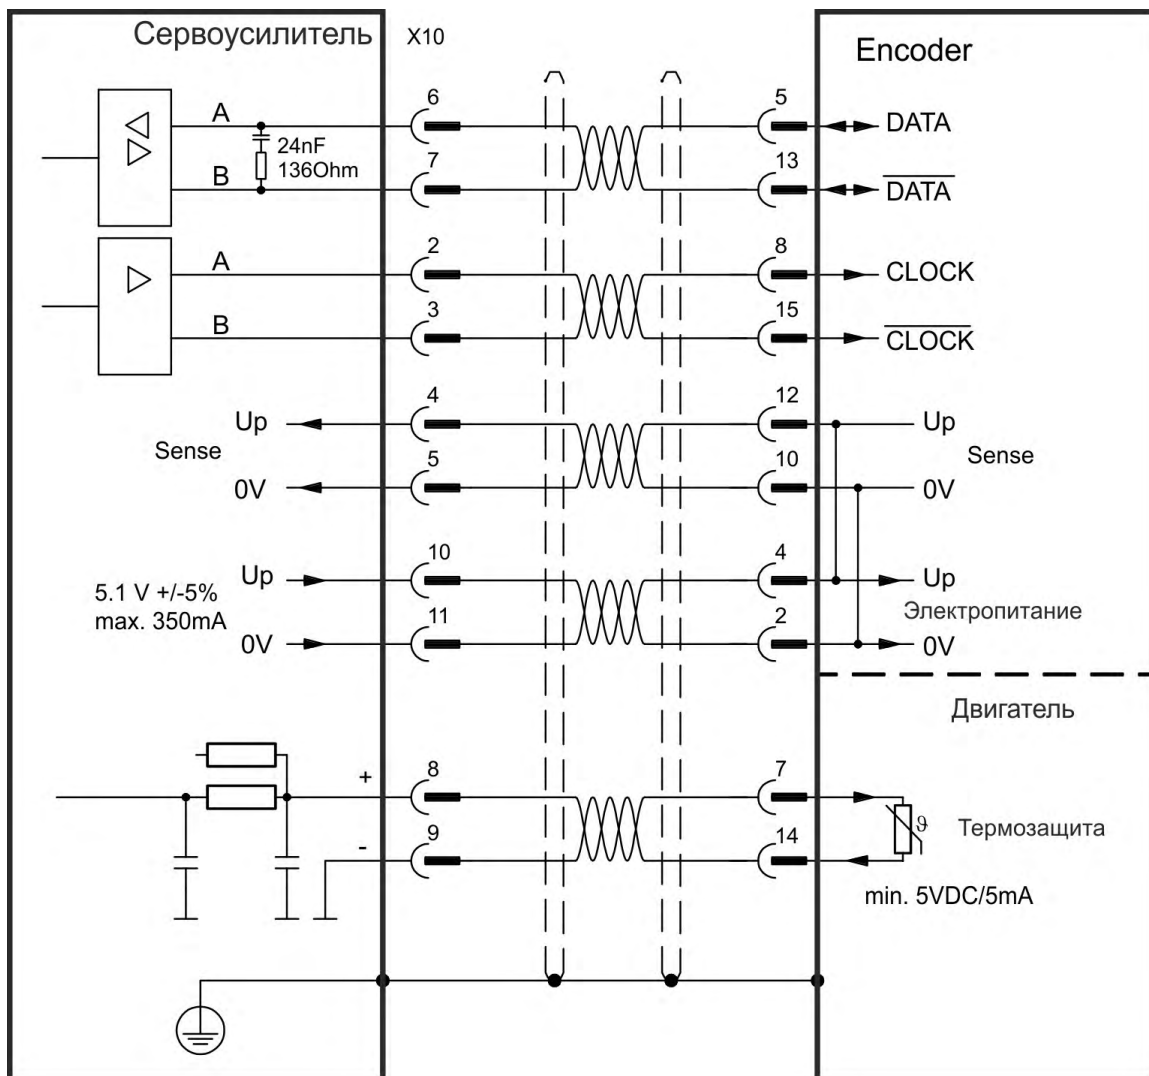 Сервоусилитель X10
Encoder
A 6 5 DATA
24nF
136Ohm
B 7 13 DATA
A 2 8 CLOCK
B 3 15 CLOCK
Up 4 12 Up
Sense Sense
0V 5 10 0V
Up 10 4 Up
5.1 V +/-5%
max. 350mA
Электропитание
0V 11 2 0V
Двигатель
+ 8 7
ϑ Термозащита
- 9 14
min. 5VDC/5mA